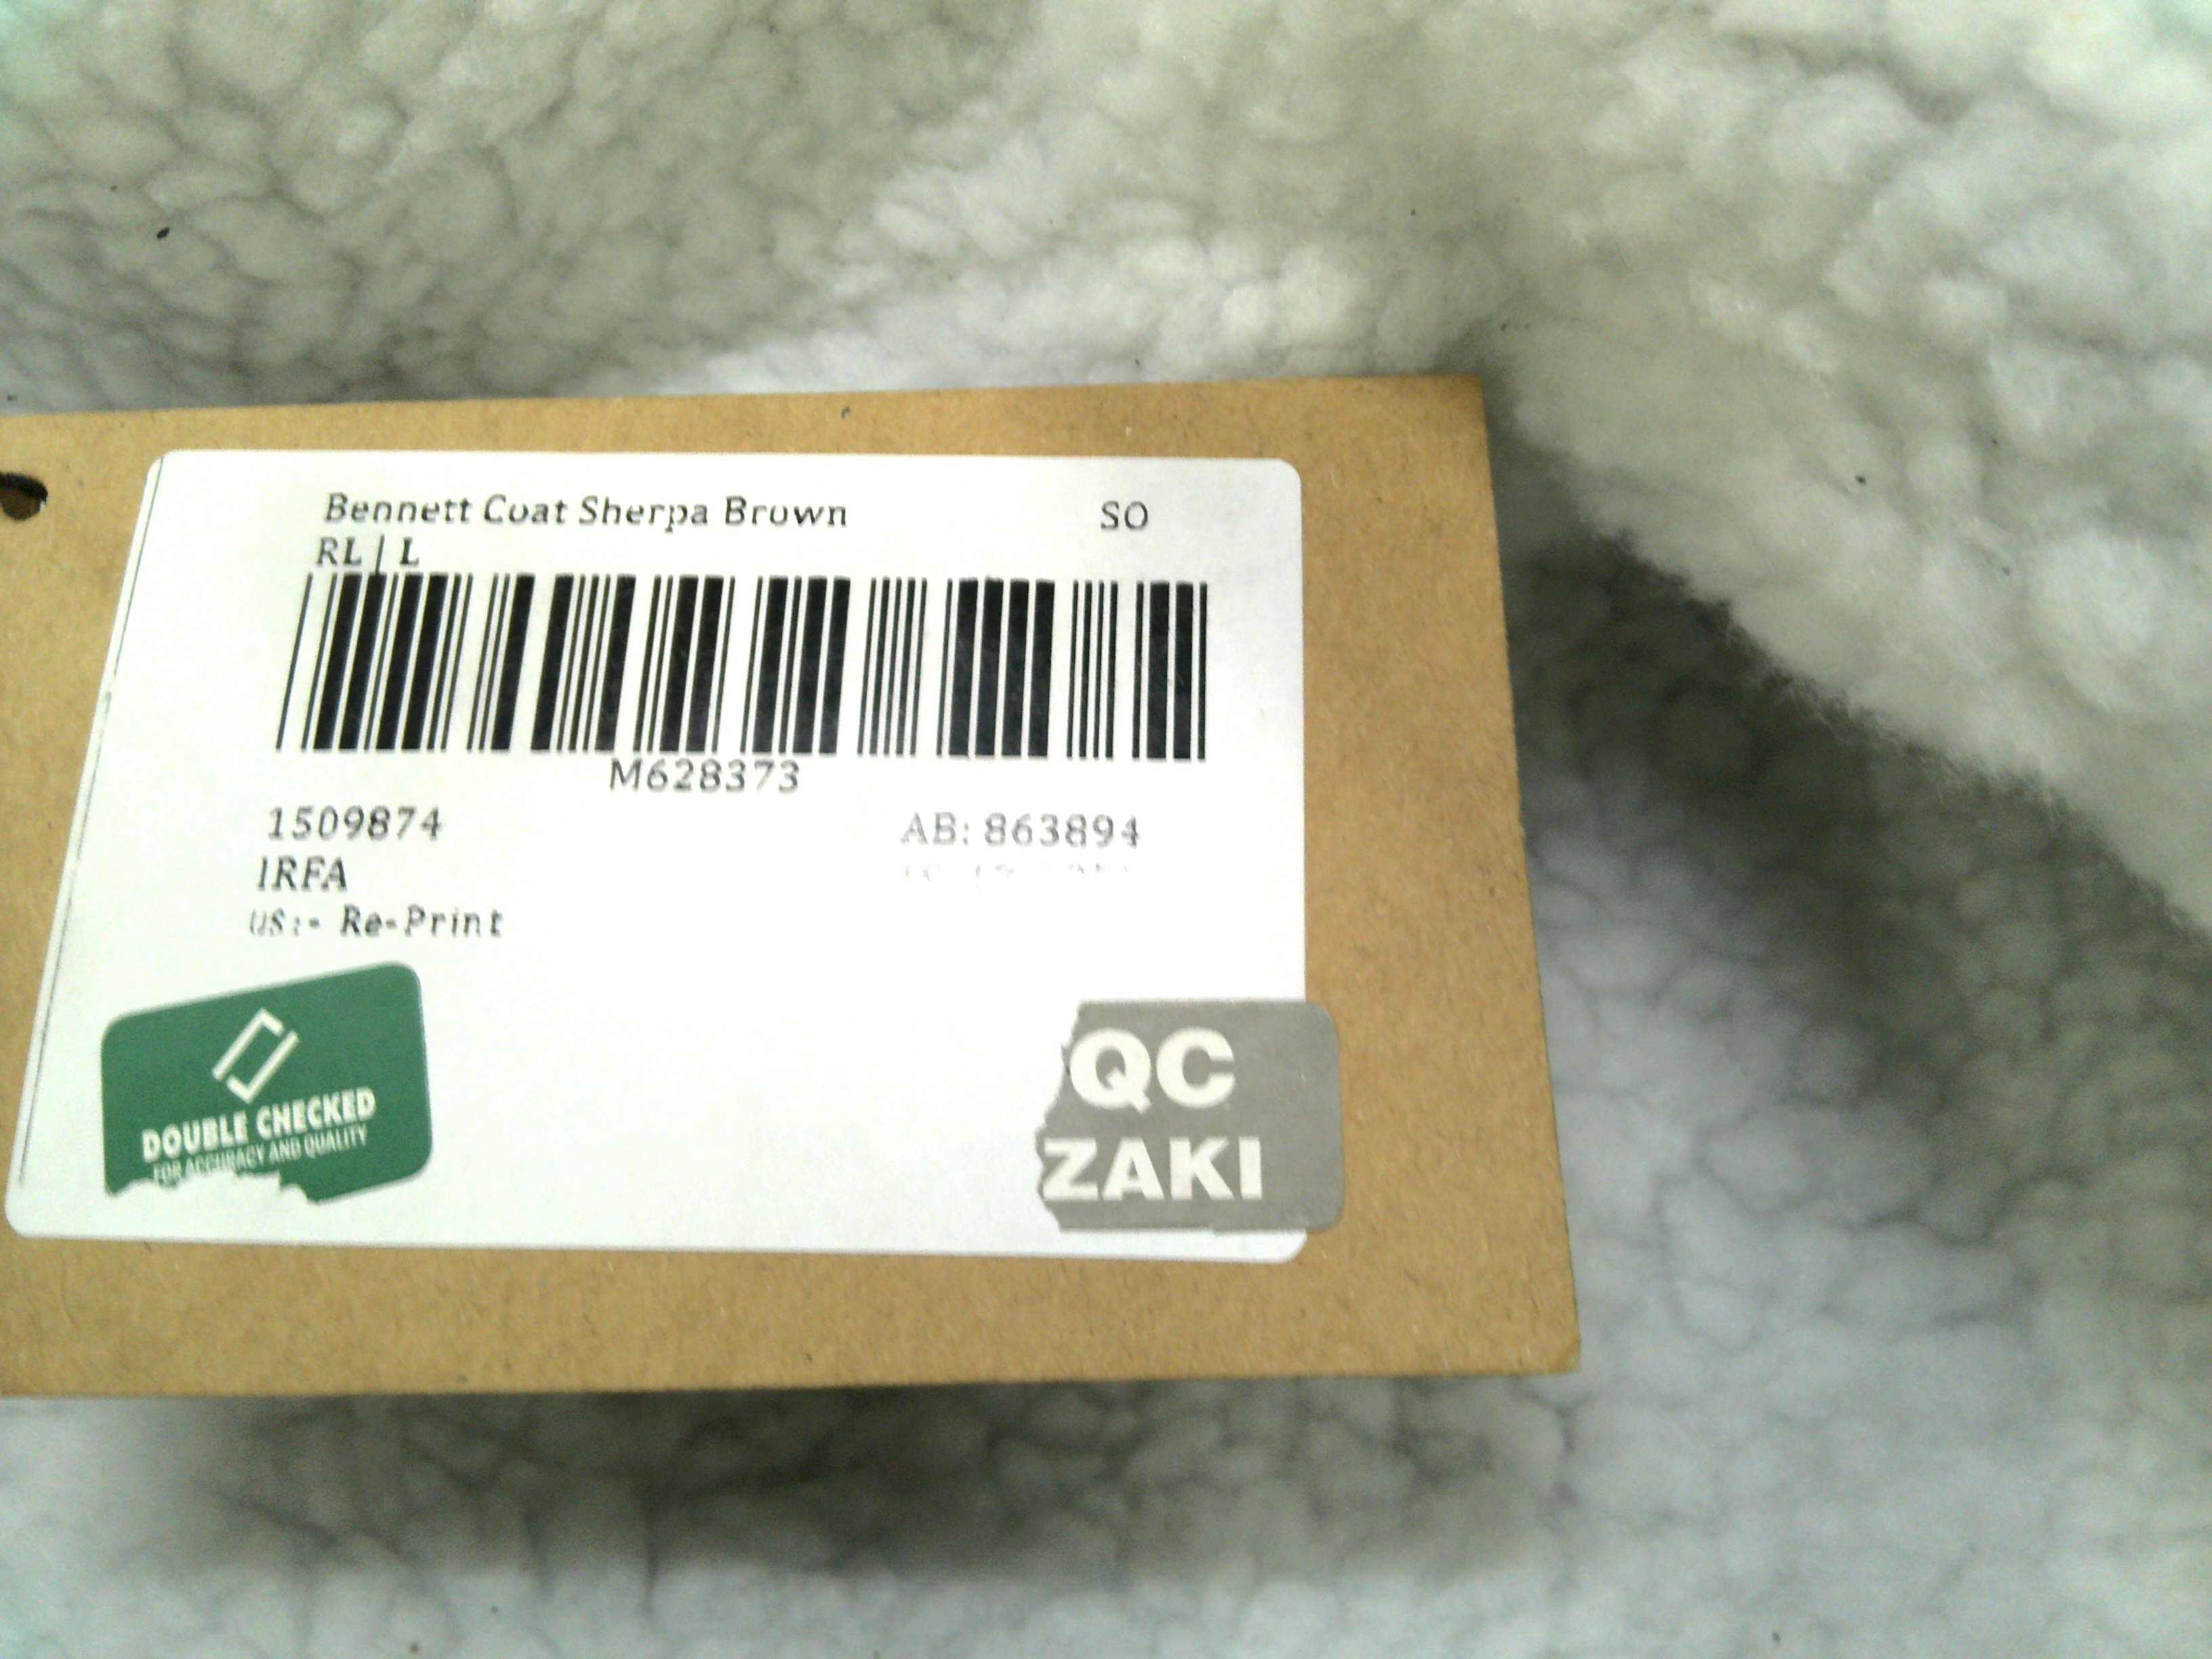 Bennett Coat Sherpa Brown SO
RL | L
M628373
1509874 AB: 863894
IRFA
US:- Re-Print
DOUBLE CHECKED
FOR ACCURACY AND QUALITY
QC
ZAKI